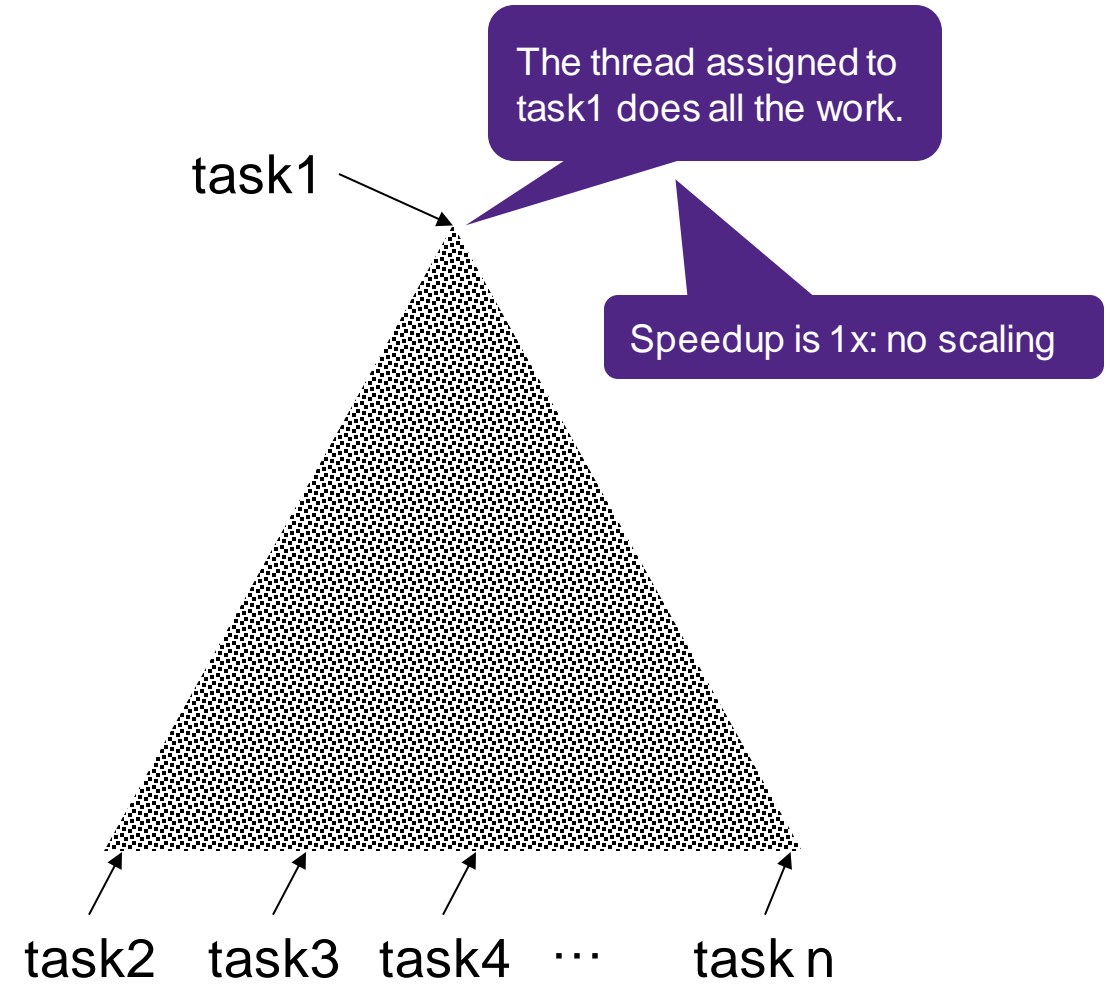 The thread assigned to
task1 does all the work.
task1
Speedup is 1x: no scaling
task2 task3 task4 ⋯ task n